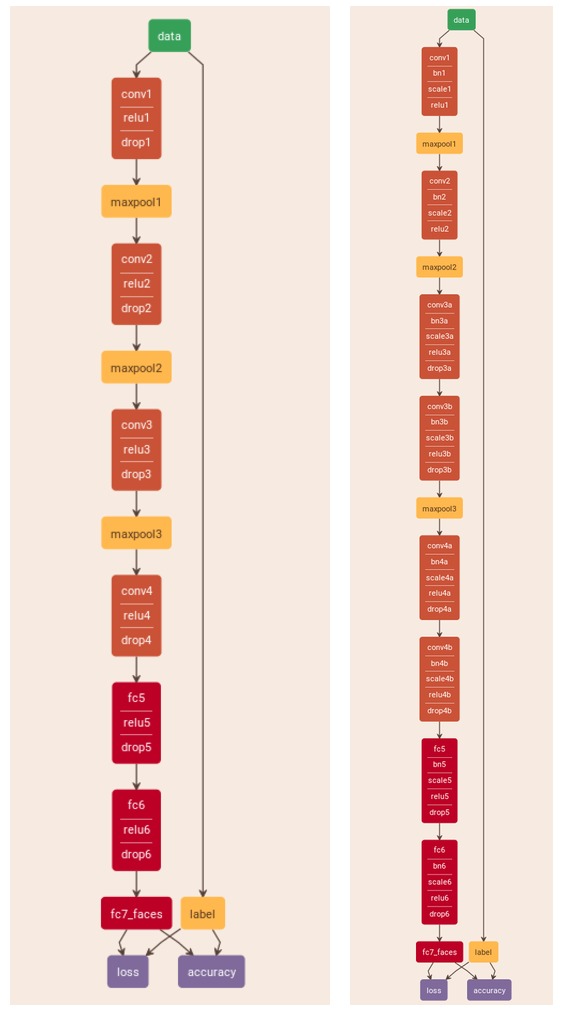 data
conv1
relu1
drop1
maxpool1
conv2
relu2
drop2
maxpool2
conv3
relu3
drop3
maxpool3
conv4
relu4
drop4
fc5
relu5
drop5
fc6
relu6
drop6
fc7_faces
label
loss
accuracy
data
conv1
bn1
scale1
relu1
maxpool1
conv2
bn2
scale2
relu2
maxpool2
conv3a
bn3a
scale3a
relu3a
drop3a
conv3b
bn3b
scale3b
relu3b
drop3b
maxpool3
conv4a
bn4a
scale4a
relu4a
drop4a
conv4b
bn4b
scale4b
relu4b
drop4b
fc5
bn5
scale5
relu5
drop5
fc6
bn6
scale6
relu6
drop6
fc7_faces
label
loss
accuracy